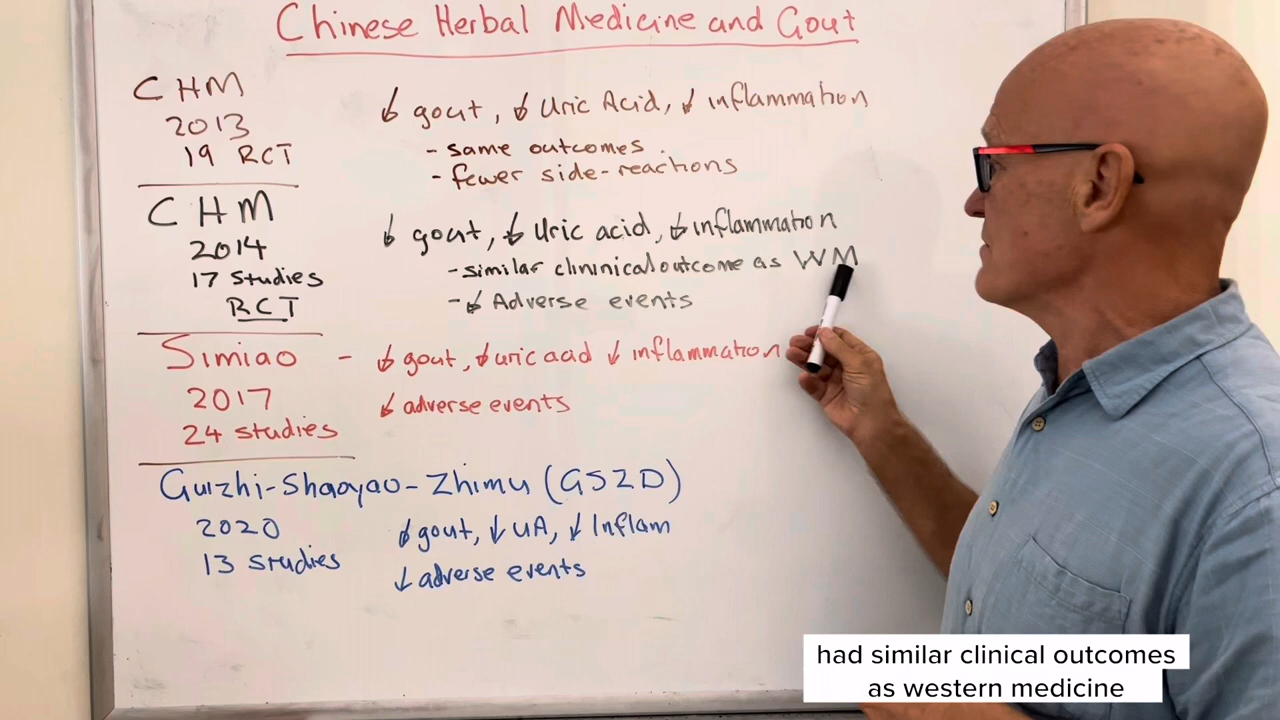 Chinese Herbal Medicine and Gout
CHM
2013
19 RCT
↓ gout, ↓ Uric Acid, ↓ inflammation
- same outcomes.
- fewer side-reactions
CHM
2014
17 studies
RCT
↓ gout, ↓ Uric acid, ↓ inflammation
- similar clininical outcome as WM
- ↓ Adverse events
Simiao -
2017
24 studies
↓ gout, ↓ uric acid ↓ inflammation
↓ adverse events
Guizhi-Shaoyao-Zhimu (GSZD)
2020
13 studies
↓ gout, ↓ UA, ↓ Inflam
↓ adverse events
had similar clinical outcomes
as western medicine